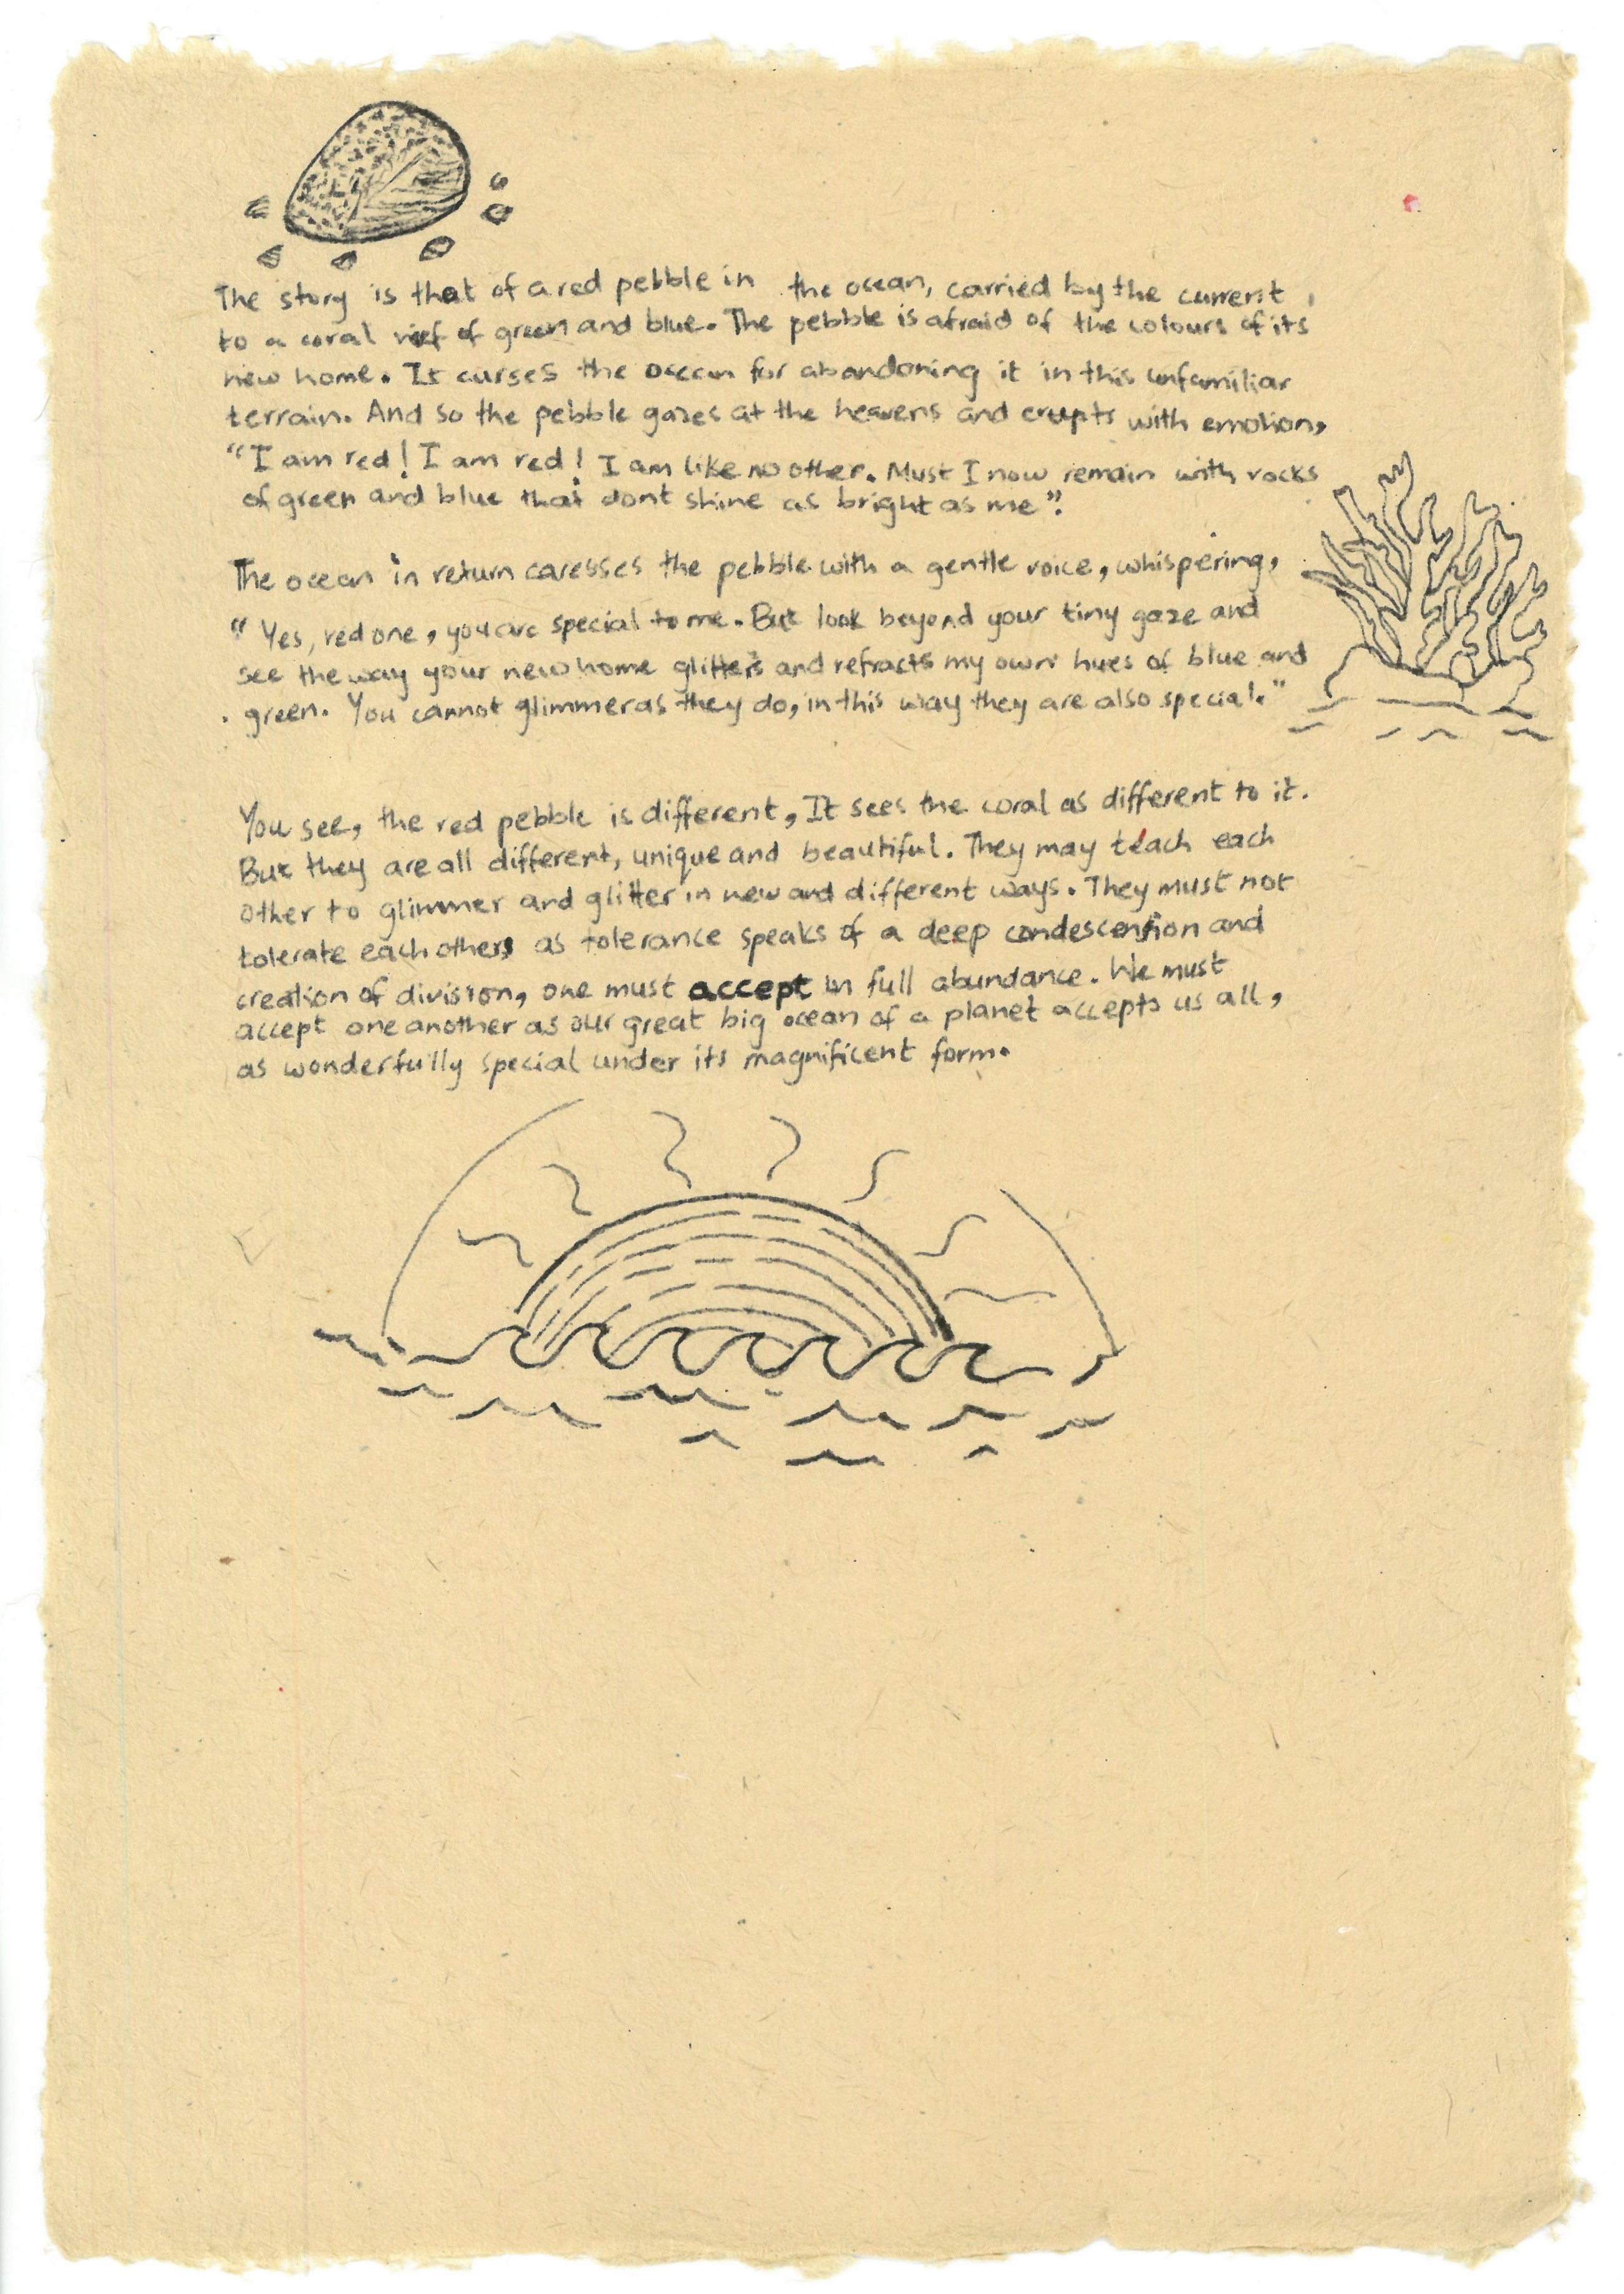 The story is that of a red pebble in the ocean, carried by the current
to a coral reef of green and blue. The pebble is afraid of the colours of its
new home. It curses the ocean for abandoning it in this unfamiliar
terrain. And so the pebble gazes at the heavens and erupts with emotion,
"I am red! I am red! I am like no other. Must I now remain with rocks
of green and blue that dont shine as bright as me".
The ocean in return caresses the pebble with a gentle voice, whispering,
"Yes, red one, you are special to me. But look beyond your tiny gaze and
see the way your new home glitters and refracts my own hues of blue and
green. You cannot glimmer as they do, in this way they are also special."
You see, the red pebble is different, It sees the coral as different to it.
But they are all different, unique and beautiful. They may teach each
other to glimmer and glitter in new and different ways. They must not
tolerate each others as tolerance speaks of a deep condescension and
creation of division, one must accept in full abundance. We must
accept one another as our great big ocean of a planet accepts us all,
as wonderfully special under its magnificent form.